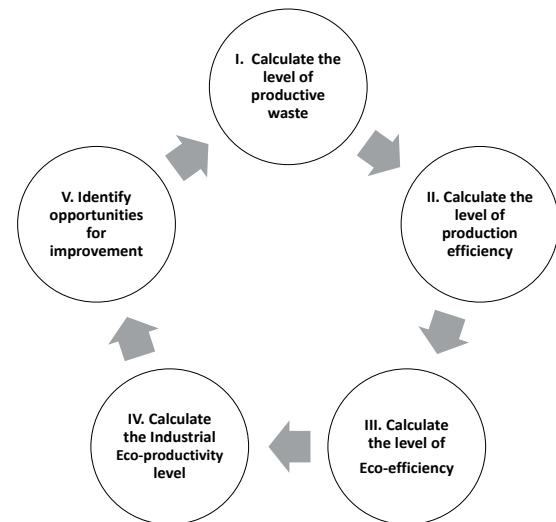 I. Calculate the
level of
productive
waste
II. Calculate the
level of
production
efficiency
III. Calculate
the level of
Eco-efficiency
IV. Calculate
the Industrial
Eco-productivity
level
V. Identify
opportunities
for
improvement